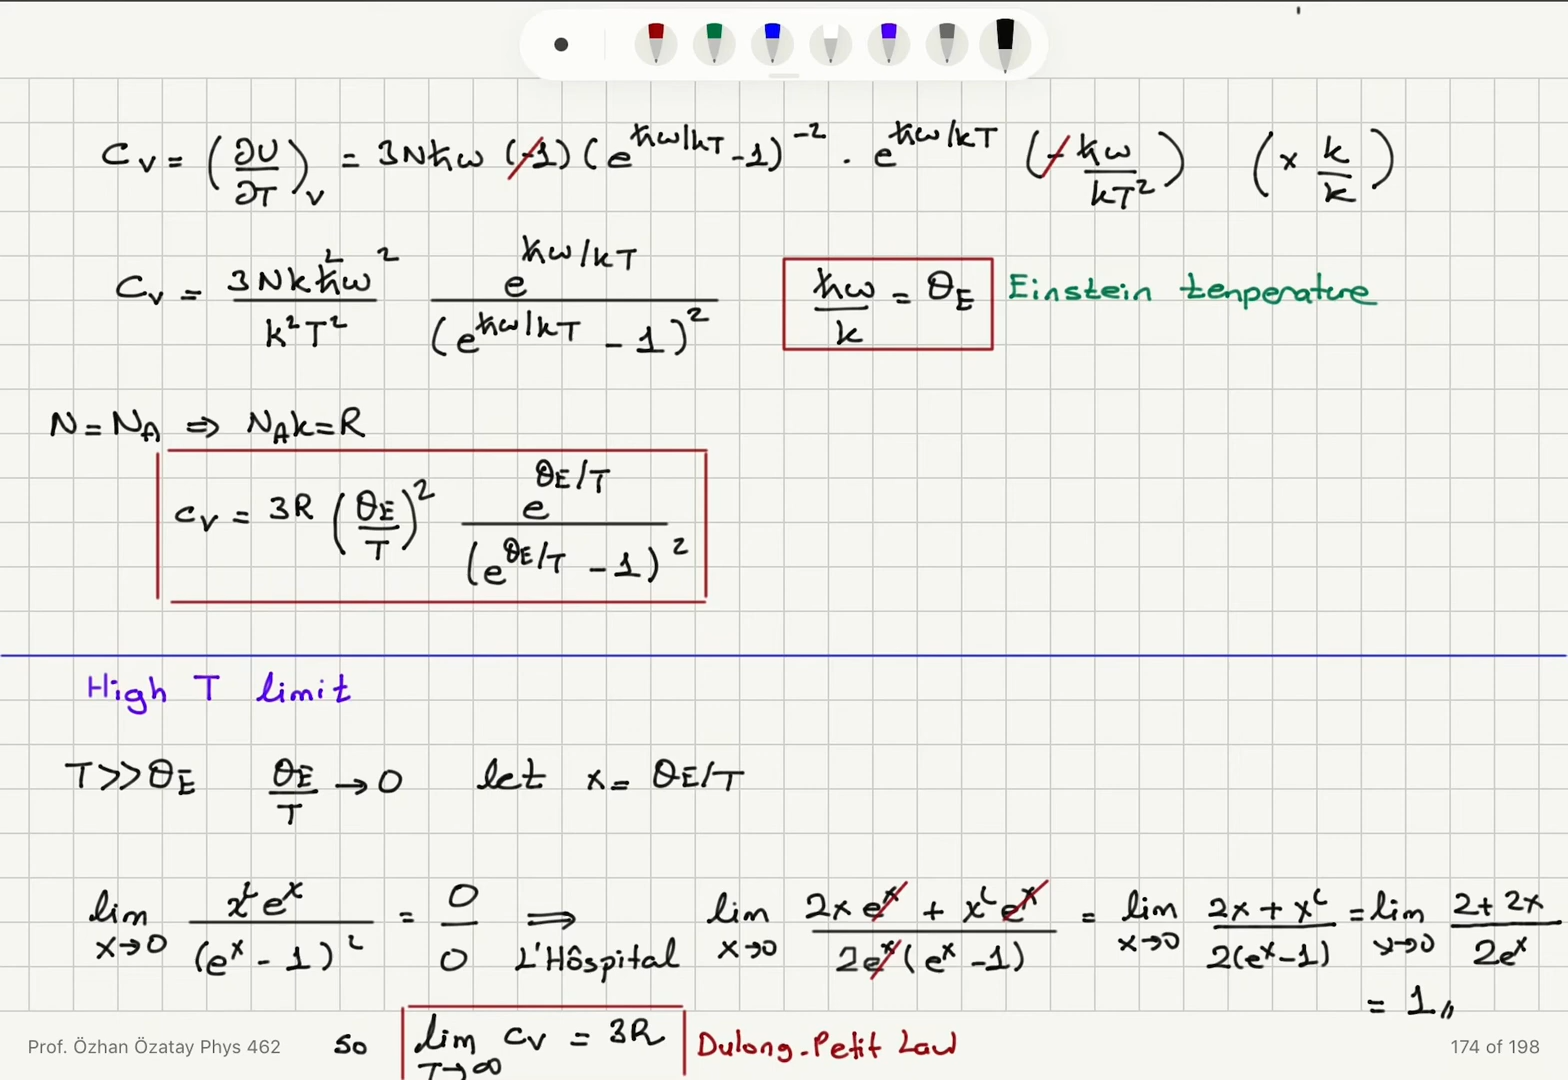 C_V = (∂U/∂T)_V = 3Nħω (-1) (e^{ħω/kT} - 1)^{-2} · e^{ħω/kT} (-ħω/kT²) (× k/k)
C_V = 3Nkħ²ω²/k²T² e^{ħω/kT}/(e^{ħω/kT} - 1)² ħω/k = θ_E Einstein tenperature
N = N_A ⇒ N_A k = R
c_V = 3R (θ_E/T)² e^{θ_E/T}/(e^{θ_E/T} - 1)²
High T limit
T >> θ_E θ_E/T → 0 let x = θ_E/T
lim_{x→0} x²e^x/(e^x - 1)² = 0/0 ⇒ L'Hôspital lim_{x→0} (2x e^x + x² e^x)/(2e^x (e^x - 1)) = lim_{x→0} (2x + x²)/(2(e^x - 1)) = lim_{x→0} (2 + 2x)/(2e^x)
= 1,,
so lim_{T→∞} c_V = 3R Dulong-Petit Law
Prof. Özhan Özatay Phys 462
174 of 198